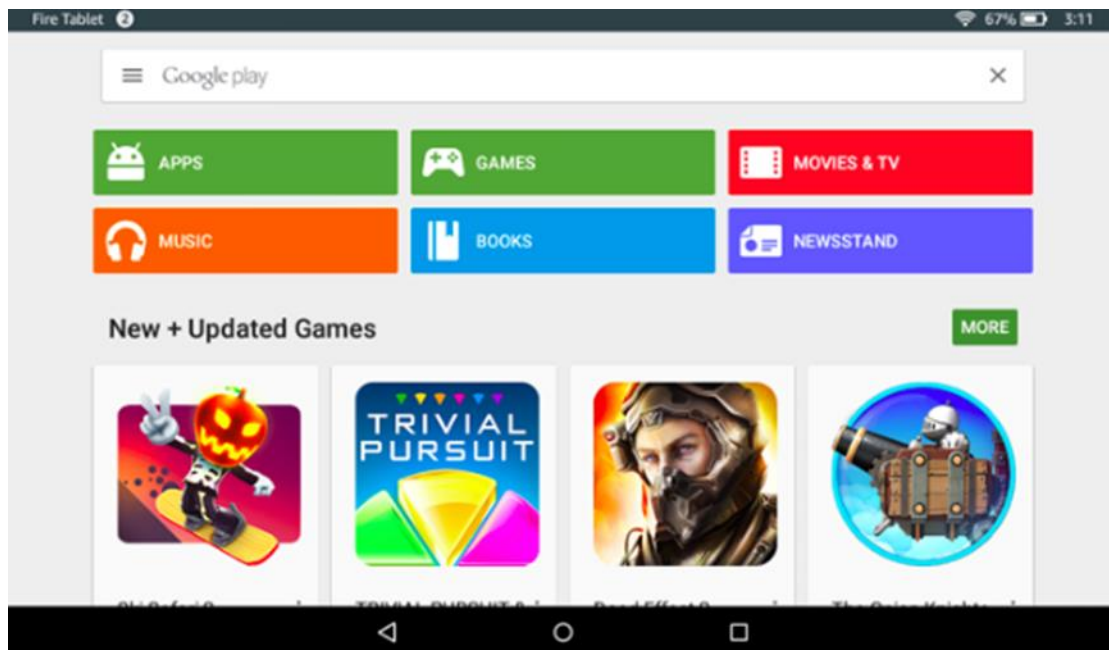 Fire Tablet 2 67% 3:11
Google play
APPS GAMES MOVIES & TV
MUSIC BOOKS NEWSSTAND
New + Updated Games MORE
TRIVIAL
PURSUIT